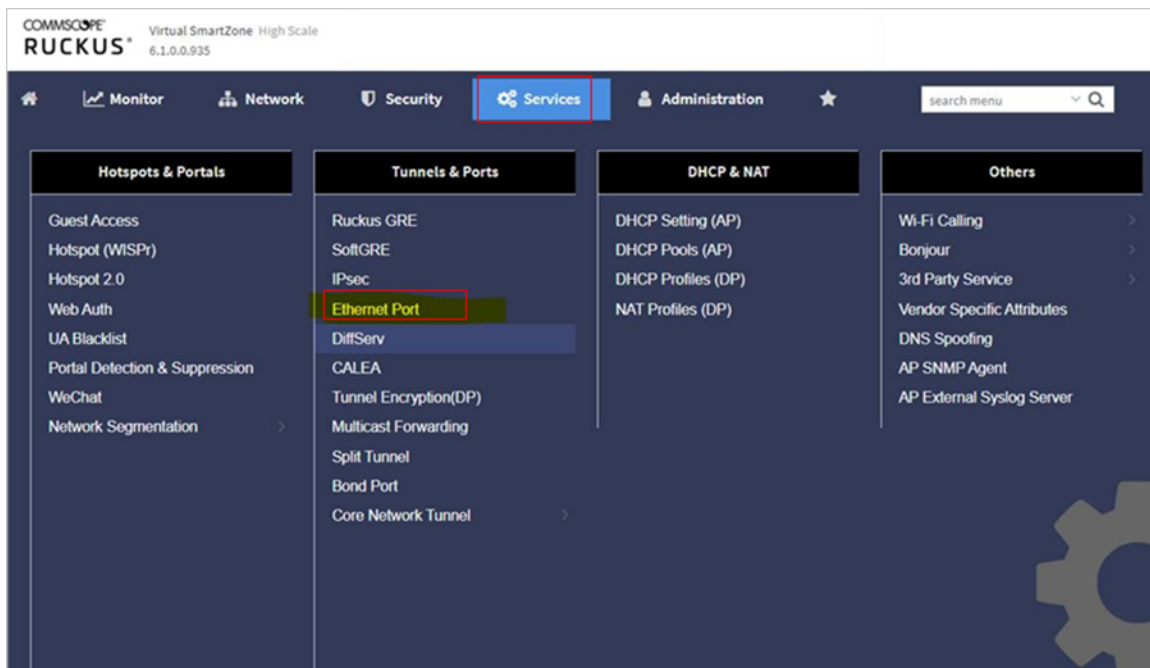 COMMSCOPE
RUCKUS®
Virtual SmartZone High Scale
6.1.0.0.935
Monitor Network Security Services Administration search menu
Hotspots & Portals
Guest Access
Hotspot (WISPr)
Hotspot 2.0
Web Auth
UA Blacklist
Portal Detection & Suppression
WeChat
Network Segmentation
Tunnels & Ports
Ruckus GRE
SoftGRE
IPsec
Ethernet Port
DiffServ
CALEA
Tunnel Encryption(DP)
Multicast Forwarding
Split Tunnel
Bond Port
Core Network Tunnel
DHCP & NAT
DHCP Setting (AP)
DHCP Pools (AP)
DHCP Profiles (DP)
NAT Profiles (DP)
Others
Wi-Fi Calling
Bonjour
3rd Party Service
Vendor Specific Attributes
DNS Spoofing
AP SNMP Agent
AP External Syslog Server